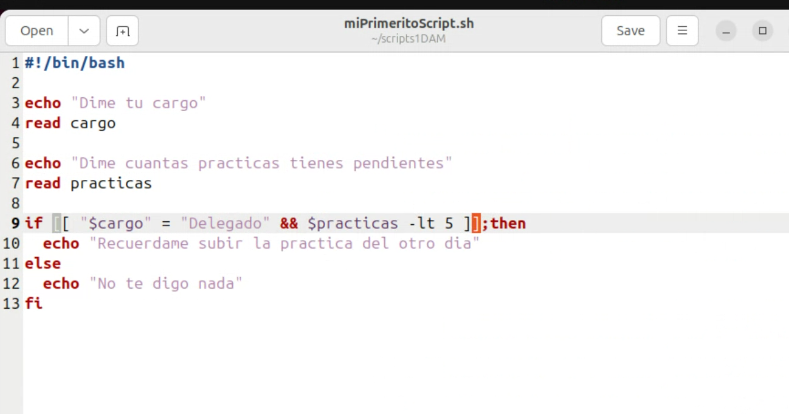 Open
miPrimeritoScript.sh
~/scripts1DAM
Save
1 #!/bin/bash
2
3 echo "Dime tu cargo"
4 read cargo
5
6 echo "Dime cuantas practicas tienes pendientes"
7 read practicas
8
9 if [[ "$cargo" = "Delegado" && $practicas -lt 5 ]];then
10   echo "Recuerdame subir la practica del otro dia"
11 else
12   echo "No te digo nada"
13 fi